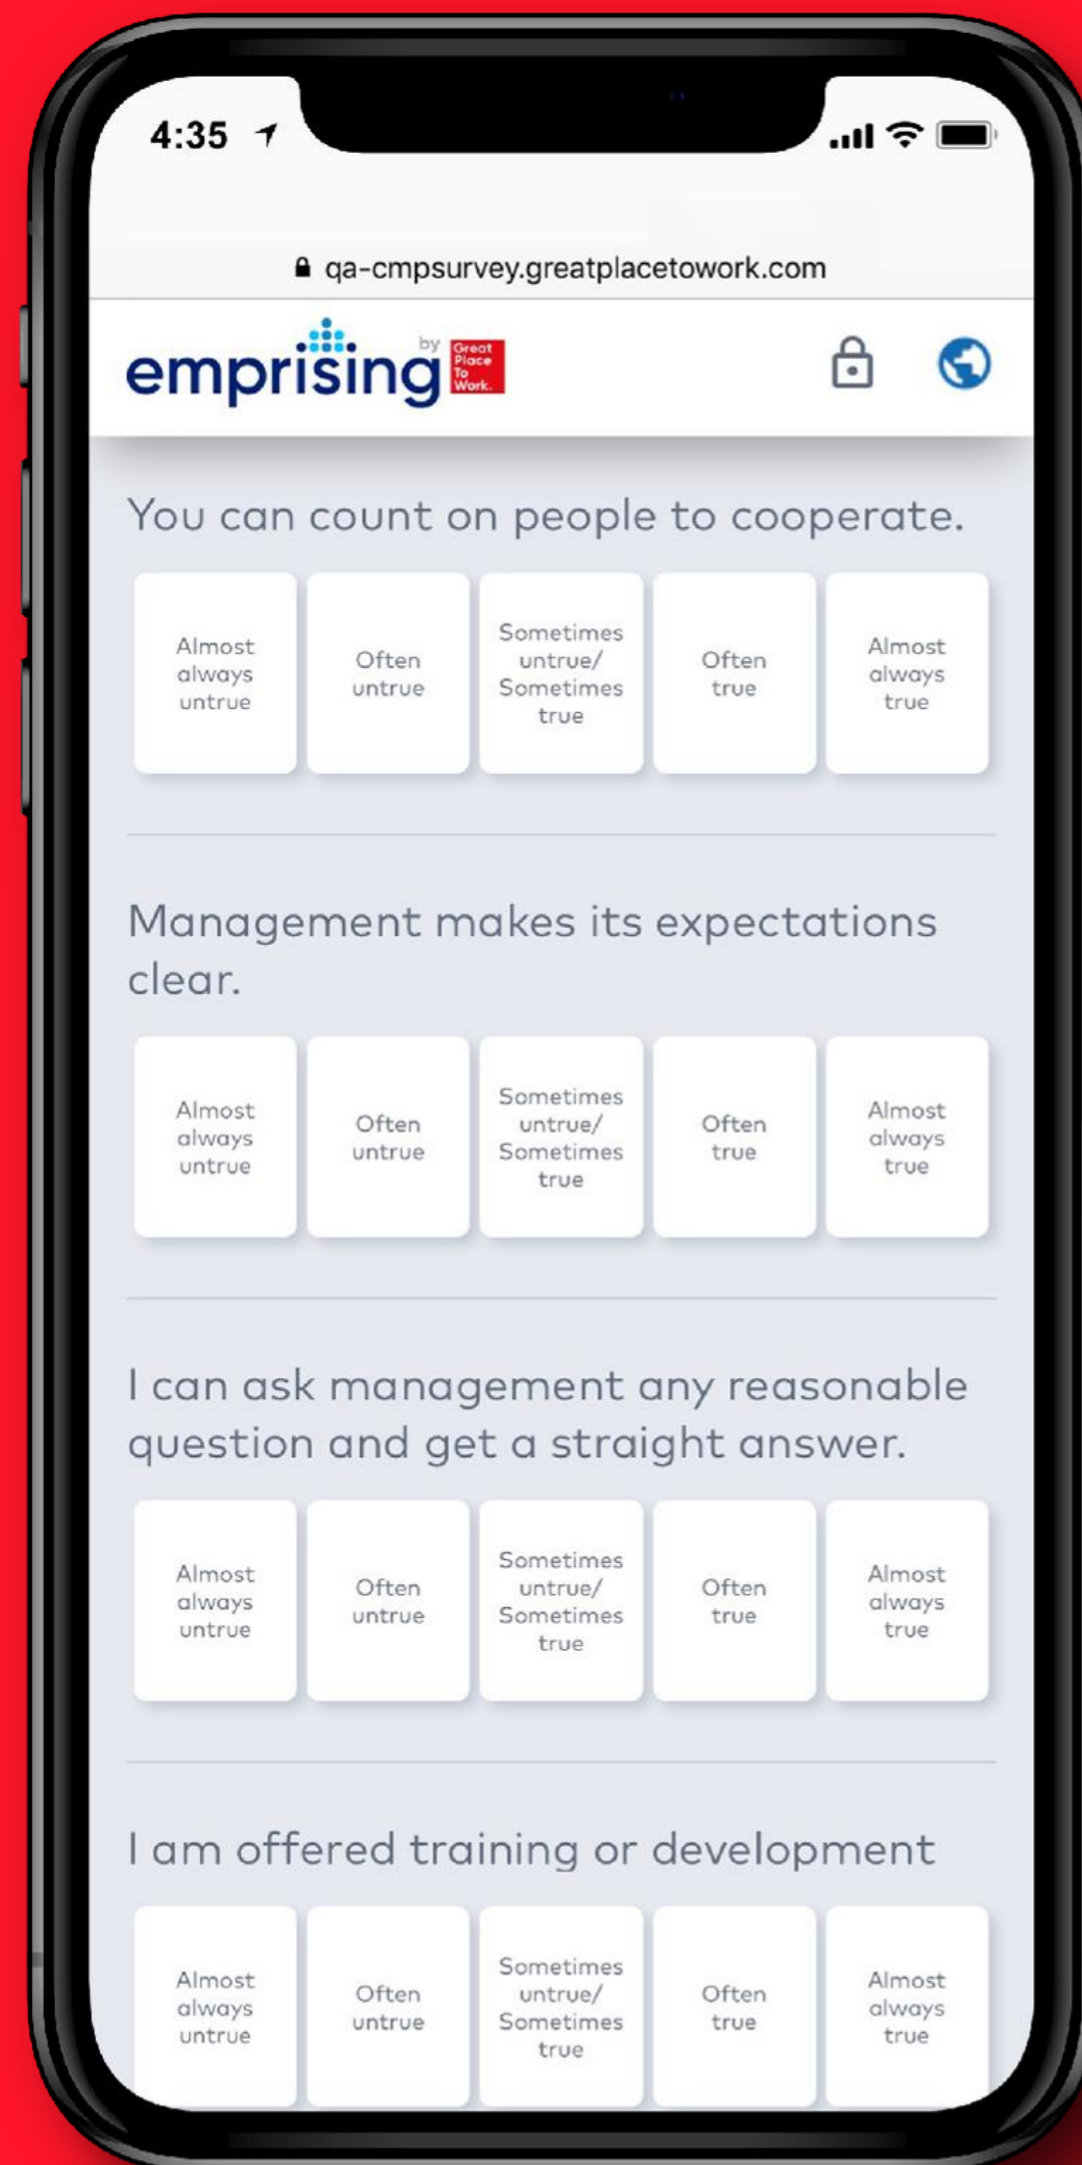 4:35
qa-cmpsurvey.greatplacetowork.com
emprising by Great Place To Work.
You can count on people to cooperate.
Almost always untrue
Often untrue
Sometimes untrue/ Sometimes true
Often true
Almost always true
Management makes its expectations
clear.
Almost always untrue
Often untrue
Sometimes untrue/ Sometimes true
Often true
Almost always true
I can ask management any reasonable
question and get a straight answer.
Almost always untrue
Often untrue
Sometimes untrue/ Sometimes true
Often true
Almost always true
I am offered training or development
Almost always untrue
Often untrue
Sometimes untrue/ Sometimes true
Often true
Almost always true